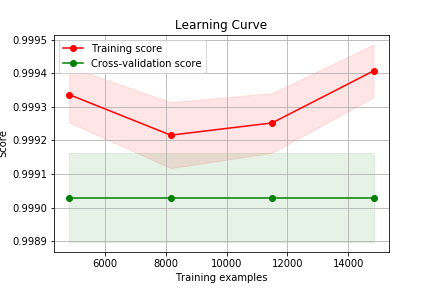 Learning Curve
0.9995
0.9994
0.9993
0.9992
0.9991
0.9990
0.9989
Score
Training score
Cross-validation score
6000 8000 10000 12000 14000
Training examples